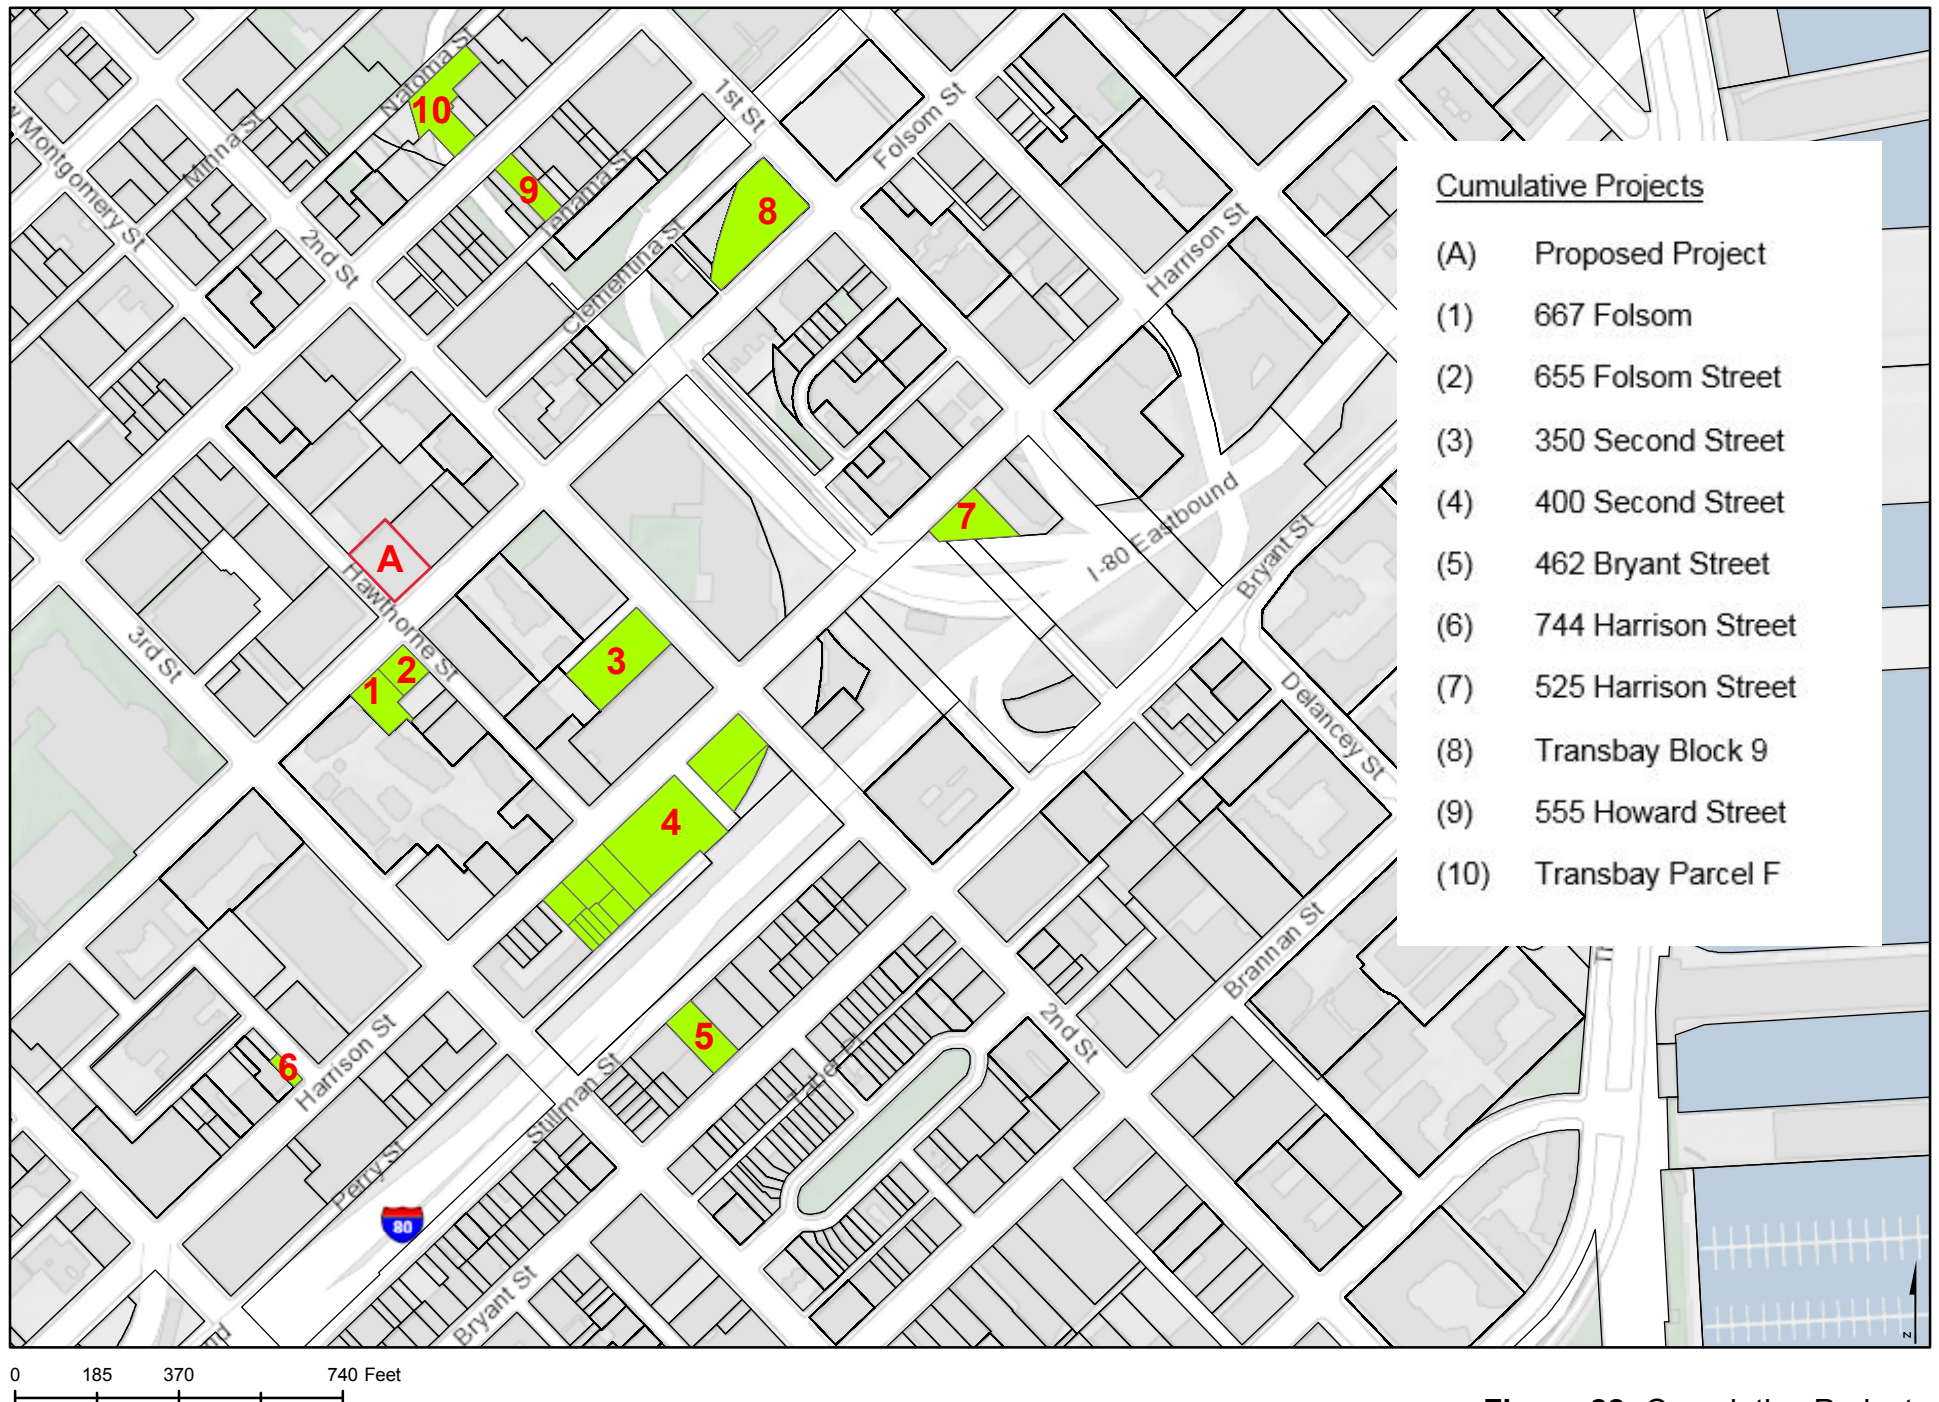 Natoma St
10
w Montgomery St
Minna St
1st St
Folsom St
9
Tehama St
8
2nd St
Clementina St
Harrison St
Cumulative Projects
(A) Proposed Project
(1) 667 Folsom
(2) 655 Folsom Street
(3) 350 Second Street
(4) 400 Second Street
(5) 462 Bryant Street
(6) 744 Harrison Street
(7) 525 Harrison Street
(8) Transbay Block 9
(9) 555 Howard Street
(10) Transbay Parcel F
7
I-80 Eastbound
Bryant St
A
Hawthorne St
3rd St
2
1
3
Delancey St
4
Brannan St
5
2nd St
6
Harrison St
Taber Pl
Stillman St
Perry St
80
Bryant St
nd
N
0 185 370 740 Feet